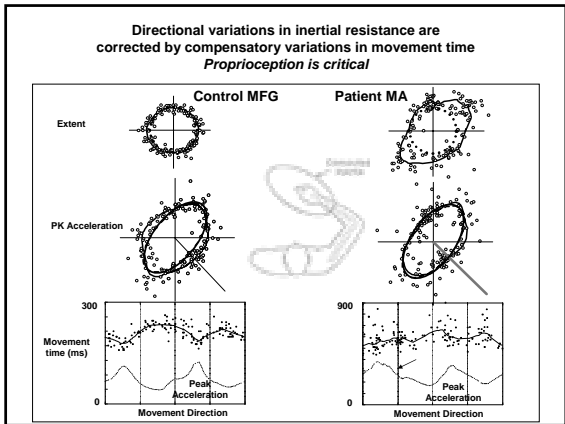 Directional variations in inertial resistance are
corrected by compensatory variations in movement time
Proprioception is critical
Control MFG
Patient MA
Extent
Computed
Inertia
PK Acceleration
300
Movement
time (ms)
0
Peak
Acceleration
Movement Direction
900
0
Peak
Acceleration
Movement Direction